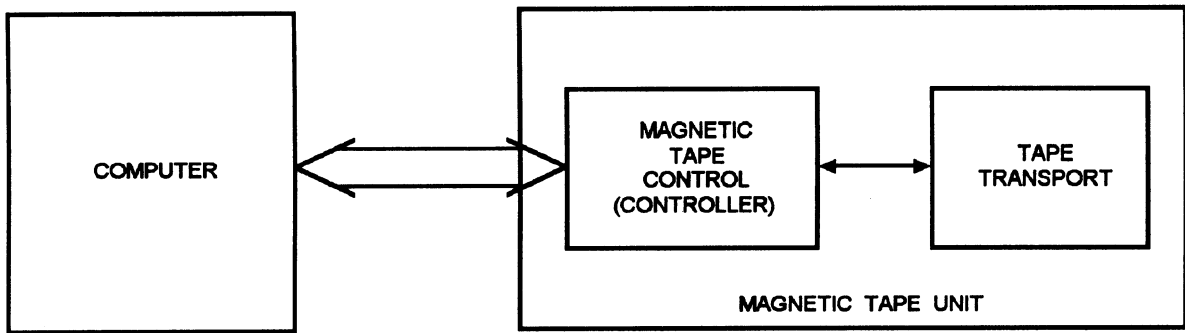 COMPUTER
MAGNETIC
TAPE
CONTROL
(CONTROLLER)
TAPE
TRANSPORT
MAGNETIC TAPE UNIT